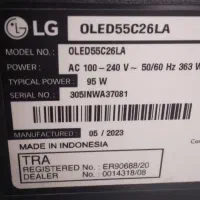 LG OLED55C26LA
MODEL NO. : OLED55C26LA
POWER : AC 100-240 V~ 50/60 Hz 363 W
TYPICAL POWER : 95 W
SERIAL NO. : 305INWA37081
MANUFACTURED : 05 / 2023
MADE IN INDONESIA
TRA
REGISTERED No. : ER90688/20
DEALER No. : 0014318/08